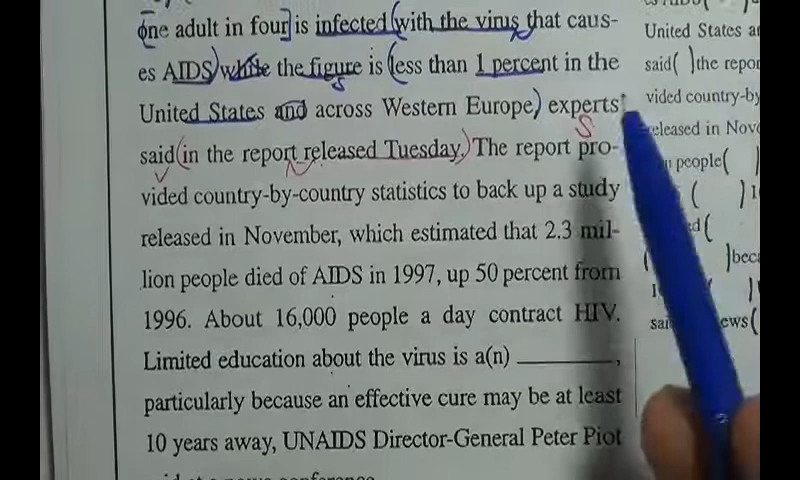 one adult in four is infected with the virus that caus-
es AIDS while the figure is less than 1 percent in the
United States and across Western Europe, experts
said in the report released Tuesday. The report pro-
vided country-by-country statistics to back up a study
released in November, which estimated that 2.3 mil-
lion people died of AIDS in 1997, up 50 percent from
1996. About 16,000 people a day contract HIV.
Limited education about the virus is a(n) ________,
particularly because an effective cure may be at least
10 years away, UNAIDS Director-General Peter Piot
United States
said( )the repor
vided country-by
released in Nov
people( )
( ) 1
( )
)beca
( )
ews(
S
S
V